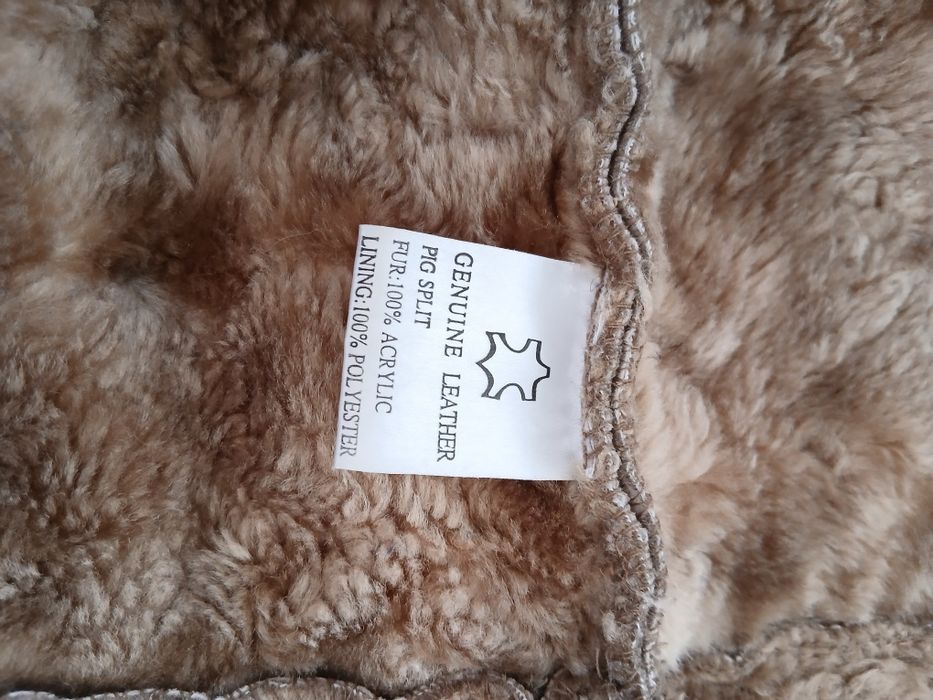 GENUINE LEATHER
PIG SPLIT
FUR:100% ACRYLIC
LINING:100% POLYESTER